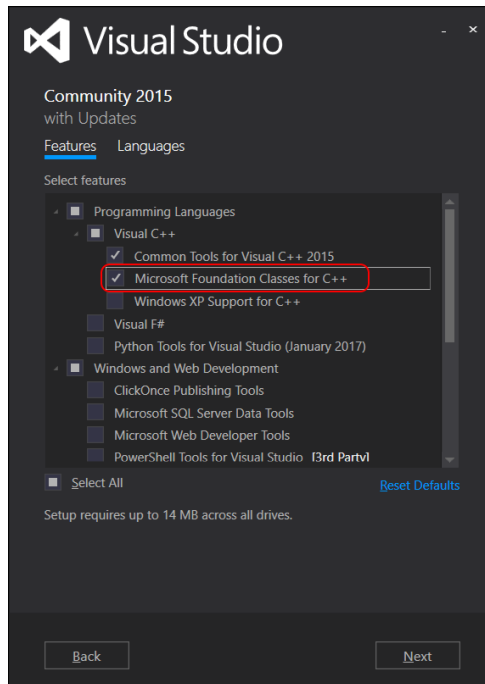 Visual Studio
Community 2015
with Updates
Features Languages
Select features
Programming Languages
Visual C++
Common Tools for Visual C++ 2015
Microsoft Foundation Classes for C++
Windows XP Support for C++
Visual F#
Python Tools for Visual Studio (January 2017)
Windows and Web Development
ClickOnce Publishing Tools
Microsoft SQL Server Data Tools
Microsoft Web Developer Tools
PowerShell Tools for Visual Studio [3rd Party]
Select All Reset Defaults
Setup requires up to 14 MB across all drives.
Back Next